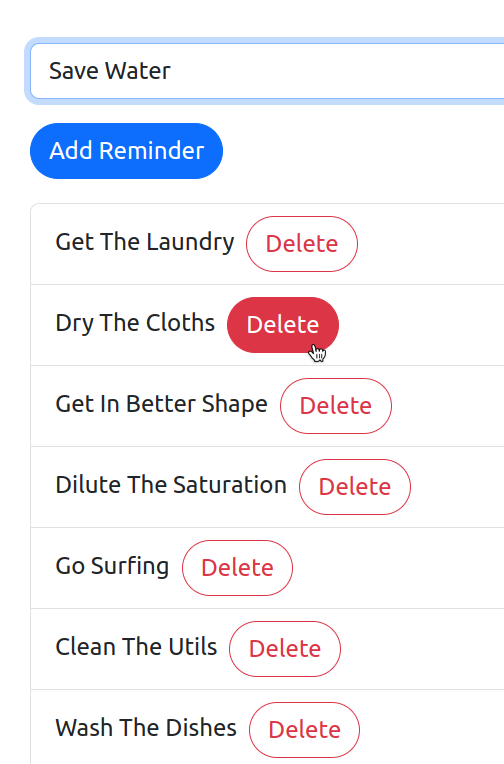 Save Water
Add Reminder
Get The Laundry Delete
Dry The Cloths Delete
Get In Better Shape Delete
Dilute The Saturation Delete
Go Surfing Delete
Clean The Utils Delete
Wash The Dishes Delete